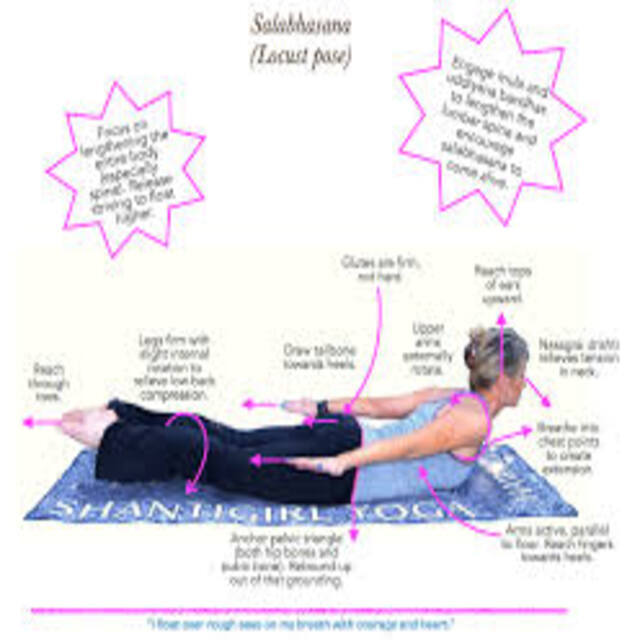 Salabhasana
(Locust pose)
Engage mula and
uddiyana bandhas
to lengthen the
lumbar spine and
encourage
salabhasana to
come alive.
Focus on
lengthening the
entire body
(especially
spine). Release
striving to float
higher.
Glutes are firm,
not hard.
Reach tops
of ears
upward.
Legs firm with
slight internal
rotation to
relieve low back
compression.
Draw tailbone
towards heels.
Upper
arms
externally
rotate.
Nasagrai drishti
relieves tension
in neck.
Reach
through
toes.
Breathe into
chest points
to create
extension.
SHANTIGIRL YOGA
Anchor pelvic triangle
(both hip bones and
pubic bone). Rebound up
out of that grounding.
Arms active, parallel
to floor. Reach fingers
towards heels.
"I float over rough seas on my breath with courage and heart."